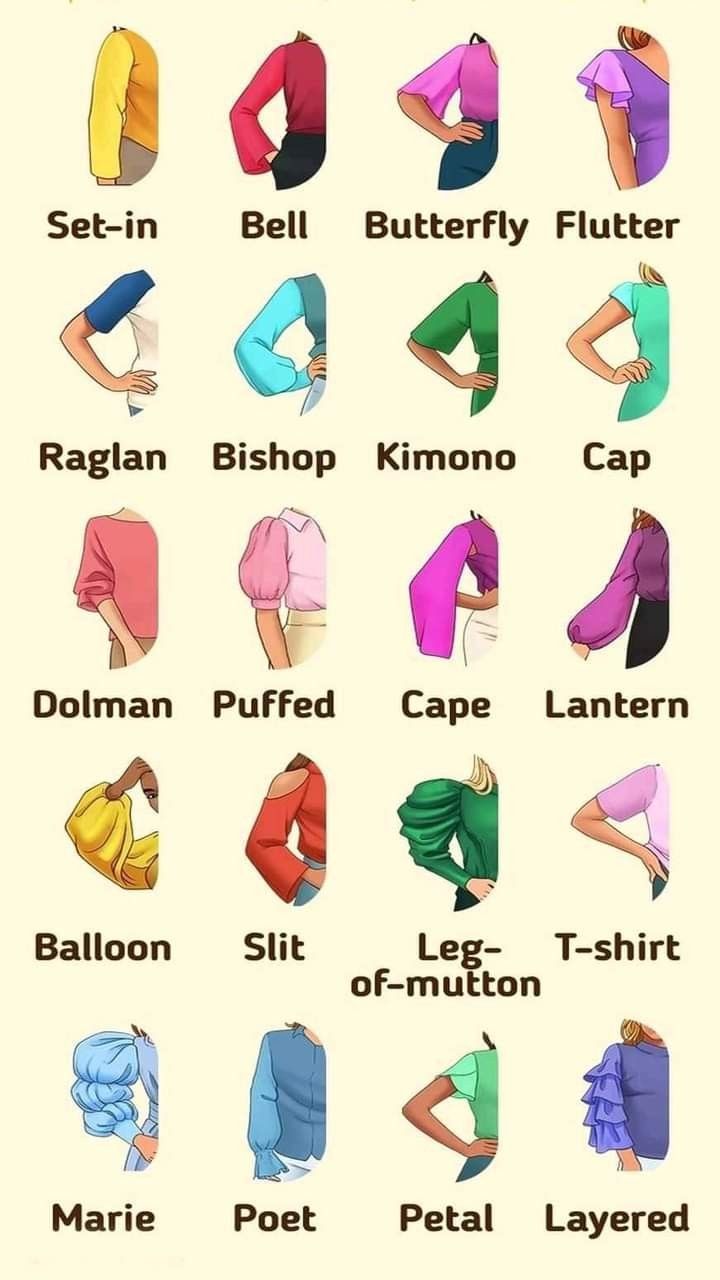 Set-in Bell Butterfly Flutter
Raglan Bishop Kimono Cap
Dolman Puffed Cape Lantern
Balloon Slit Leg- T-shirt
of-mutton
Marie Poet Petal Layered